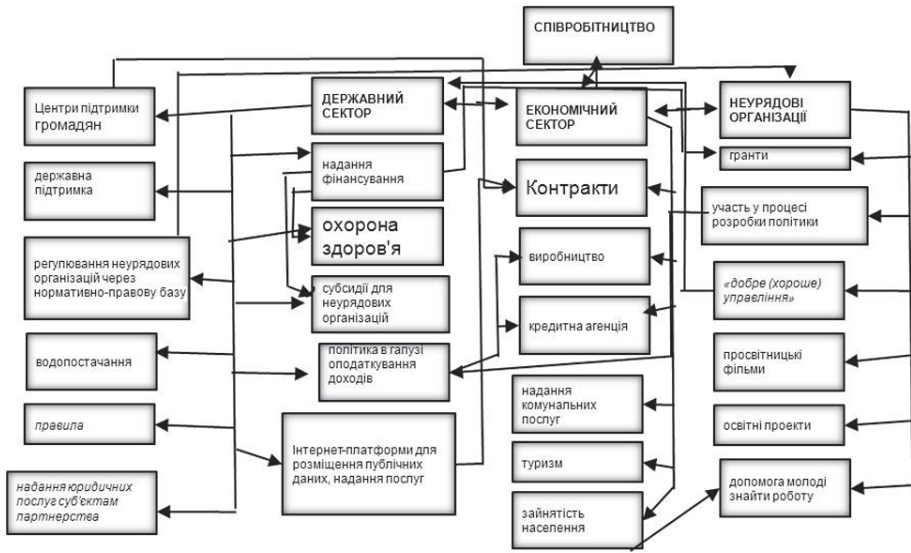 СПІВРОБІТНИЦТВО
Центри підтримки
громадян
державна
підтримка
регулювання неурядових
організацій через
нормативно-правову базу
водопостачання
правила
надання юридичних
послуг суб'єктам
партнерства
ДЕРЖАВНИЙ
СЕКТОР
надання
фінансування
охорона
здоров'я
субсидії для
неурядових
організацій
політика в галузі
оподаткування
доходів
Інтернет-платформи для
розміщення публічних
даних, надання послуг
ЕКОНОМІЧНИЙ
СЕКТОР
Контракти
виробництво
кредитна агенція
надання
комунальних
послуг
туризм
зайнятість
населення
НЕУРЯДОВІ
ОРГАНІЗАЦІЇ
гранти
участь у процесі
розробки політики
«добре (хороше)
управління»
просвітницькі
фільми
освітні проекти
допомога молоді
знайти роботу